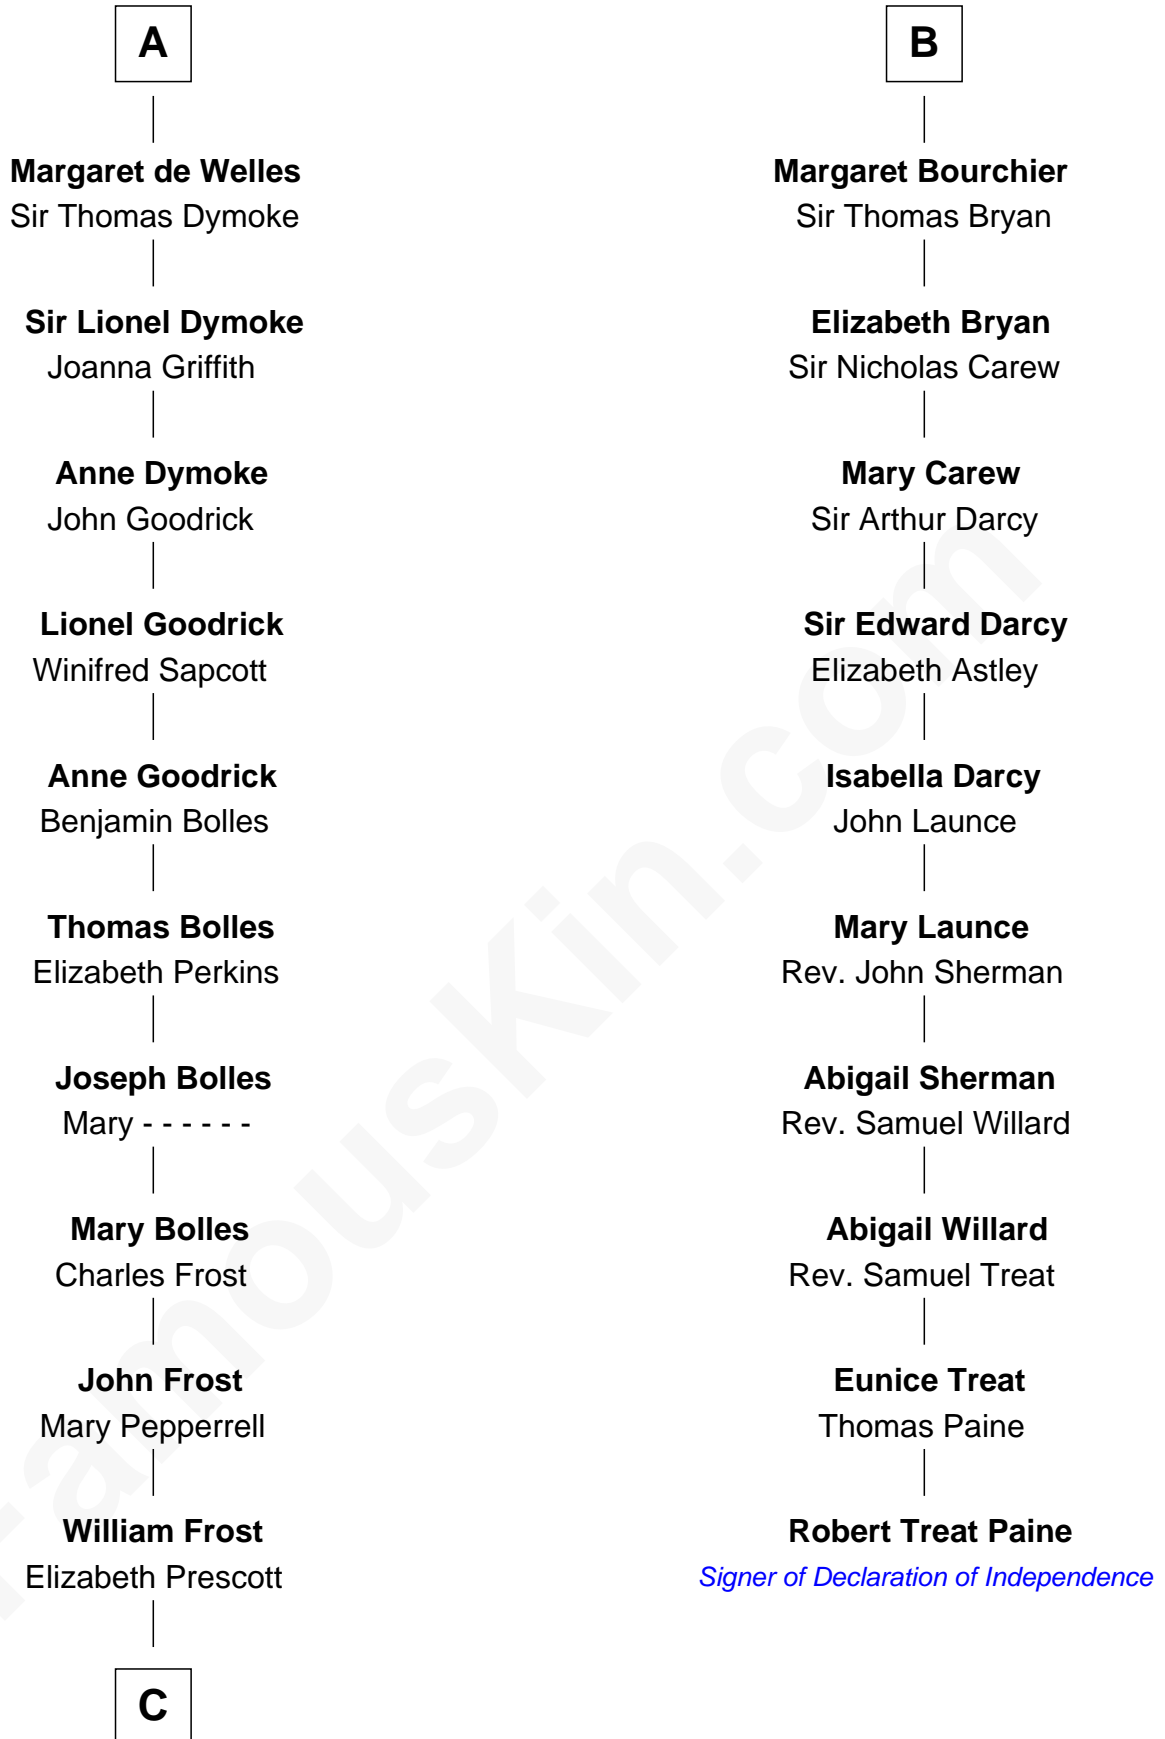 A
Margaret de Welles
Sir Thomas Dymoke
Sir Lionel Dymoke
Joanna Griffith
Anne Dymoke
John Goodrick
Lionel Goodrick
Winifred Sapcott
Anne Goodrick
Benjamin Bolles
Thomas Bolles
Elizabeth Perkins
Joseph Bolles
Mary - - - - - -
Mary Bolles
Charles Frost
John Frost
Mary Pepperrell
William Frost
Elizabeth Prescott
C
B
Margaret Bourchier
Sir Thomas Bryan
Elizabeth Bryan
Sir Nicholas Carew
Mary Carew
Sir Arthur Darcy
Sir Edward Darcy
Elizabeth Astley
Isabella Darcy
John Launce
Mary Launce
Rev. John Sherman
Abigail Sherman
Rev. Samuel Willard
Abigail Willard
Rev. Samuel Treat
Eunice Treat
Thomas Paine
Robert Treat Paine
Signer of Declaration of Independence
FamousKin.com